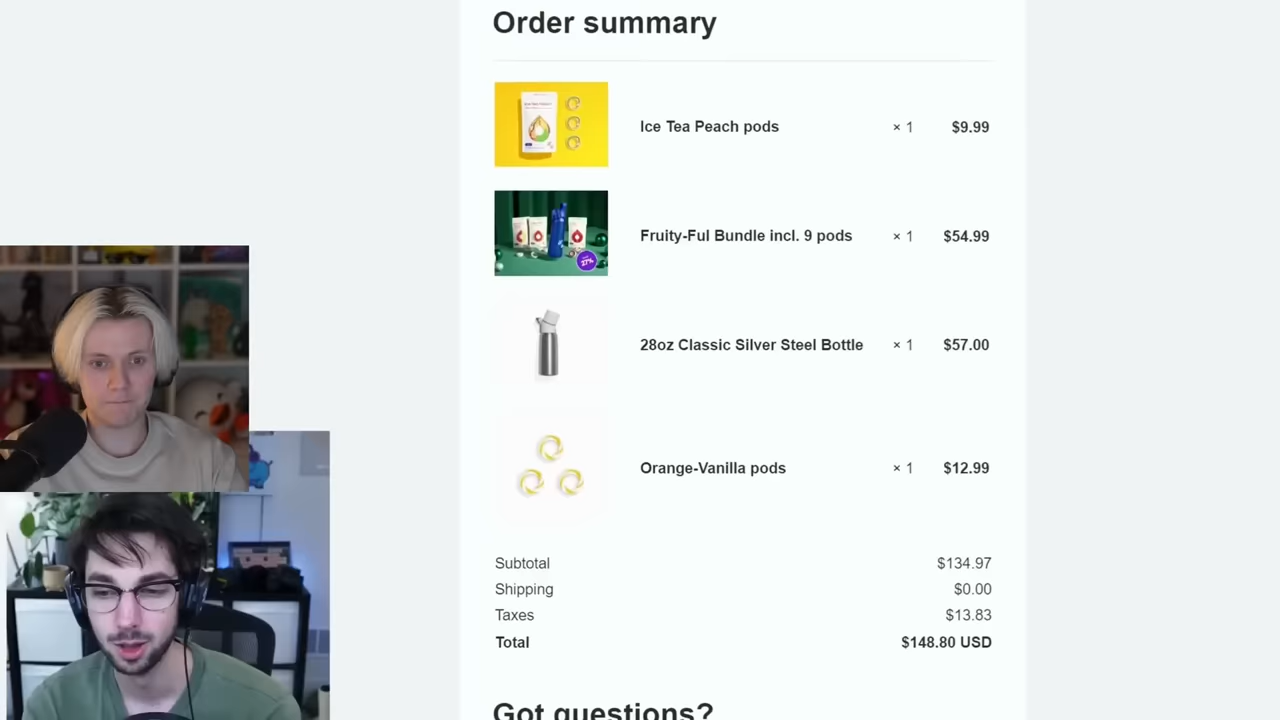 Order summary
Ice Tea Peach pods × 1 $9.99
Fruity-Ful Bundle incl. 9 pods × 1 $54.99
27%
28oz Classic Silver Steel Bottle × 1 $57.00
Orange-Vanilla pods × 1 $12.99
Subtotal $134.97
Shipping $0.00
Taxes $13.83
Total $148.80 USD
Got questions?